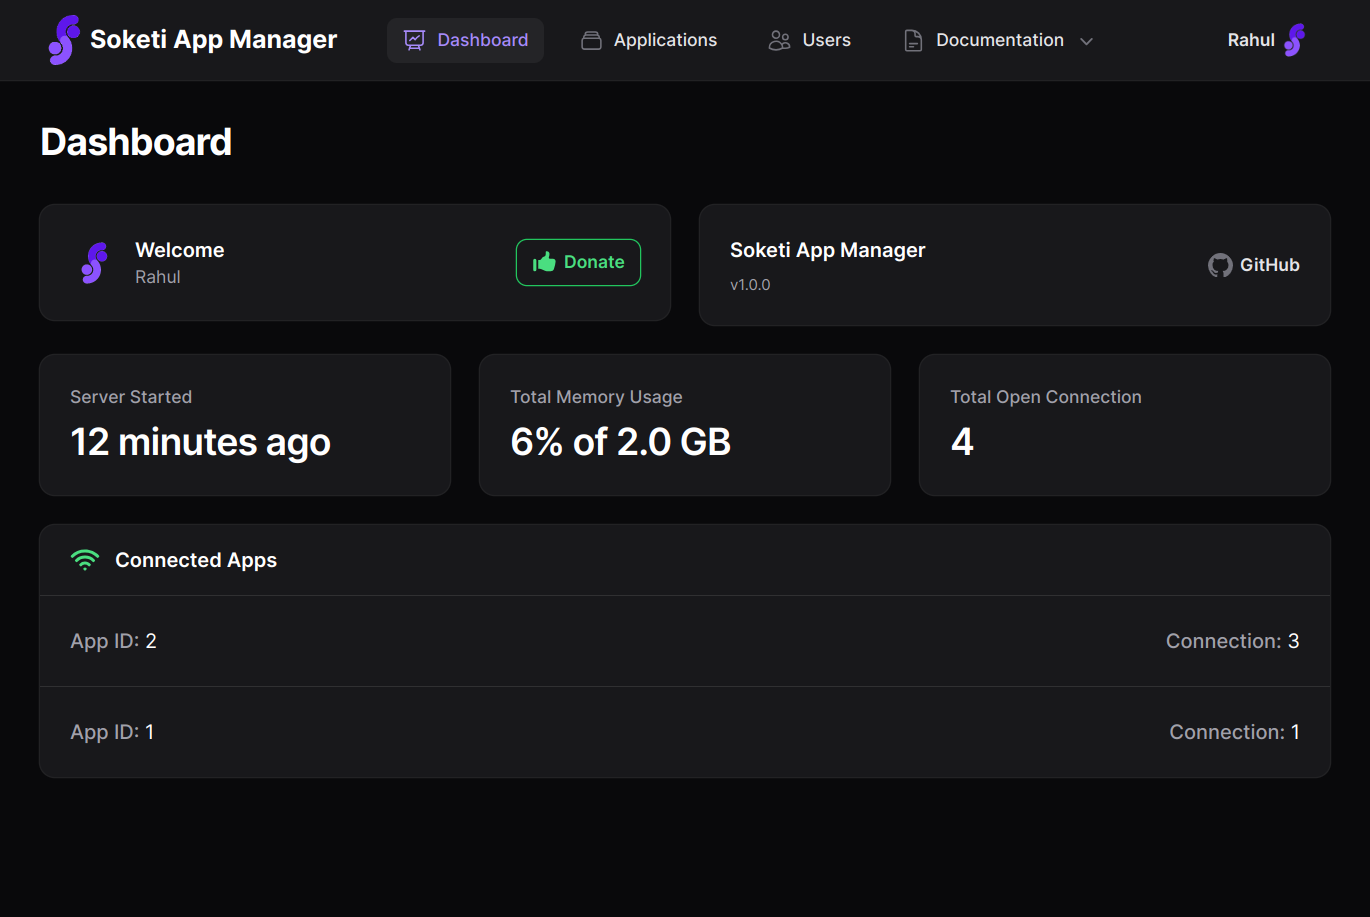 Soketi App Manager
Dashboard
Applications
Users
Documentation
Rahul
Dashboard
Welcome
Rahul
Donate
Soketi App Manager
v1.0.0
GitHub
Server Started
12 minutes ago
Total Memory Usage
6% of 2.0 GB
Total Open Connection
4
Connected Apps
App ID: 2
Connection: 3
App ID: 1
Connection: 1